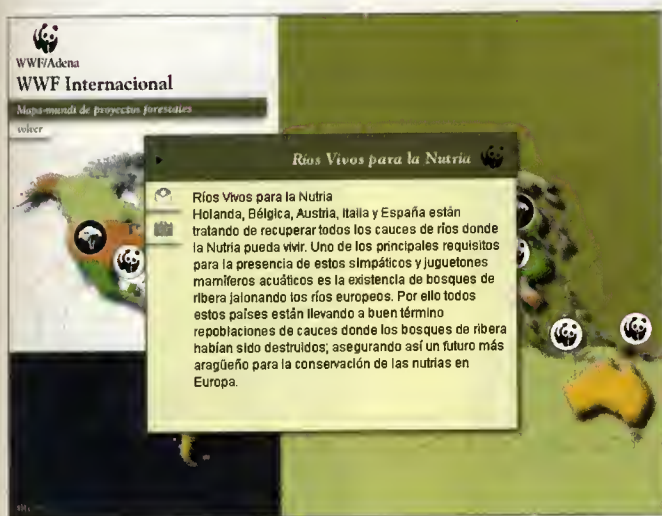 WWF/Adena
WWF Internacional
Mapa-mundi de proyectos forestales
volver
Ríos Vivos para la Nutria
Ríos Vivos para la Nutria
Holanda, Bélgica, Austria, Italia y España están
tratando de recuperar todos los cauces de ríos donde
la Nutria pueda vivir. Uno de los principales requisitos
para la presencia de estos simpáticos y juguetones
mamíferos acuáticos es la existencia de bosques de
ribera jalonando los ríos europeos. Por ello todos
estos países están llevando a buen término
repoblaciones de cauces donde los bosques de ribera
habían sido destruidos; asegurando así un futuro más
aragüeño para la conservación de las nutrias en
Europa.